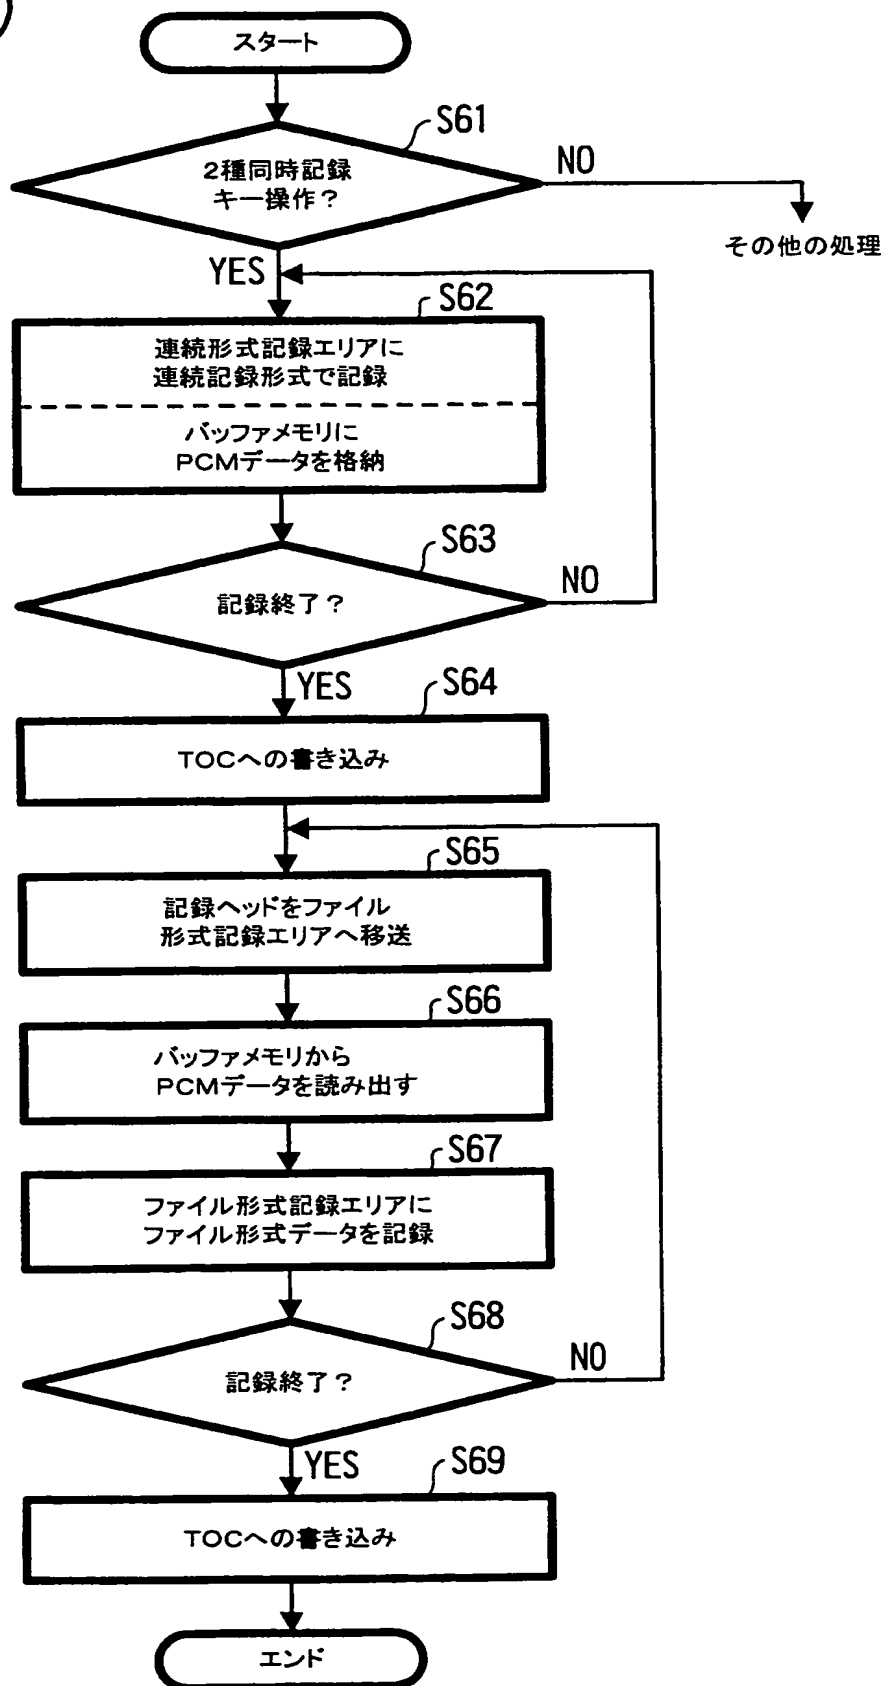 スタート
S61
2種同時記録
キー操作？
NO
その他の処理
YES
S62
連続形式記録エリアに
連続記録形式で記録
バッファメモリに
PCMデータを格納
S63
記録終了？
NO
YES
S64
TOCへの書き込み
S65
記録ヘッドをファイル
形式記録エリアへ移送
S66
バッファメモリから
PCMデータを読み出す
S67
ファイル形式記録エリアに
ファイル形式データを記録
S68
記録終了？
NO
YES
S69
TOCへの書き込み
エンド